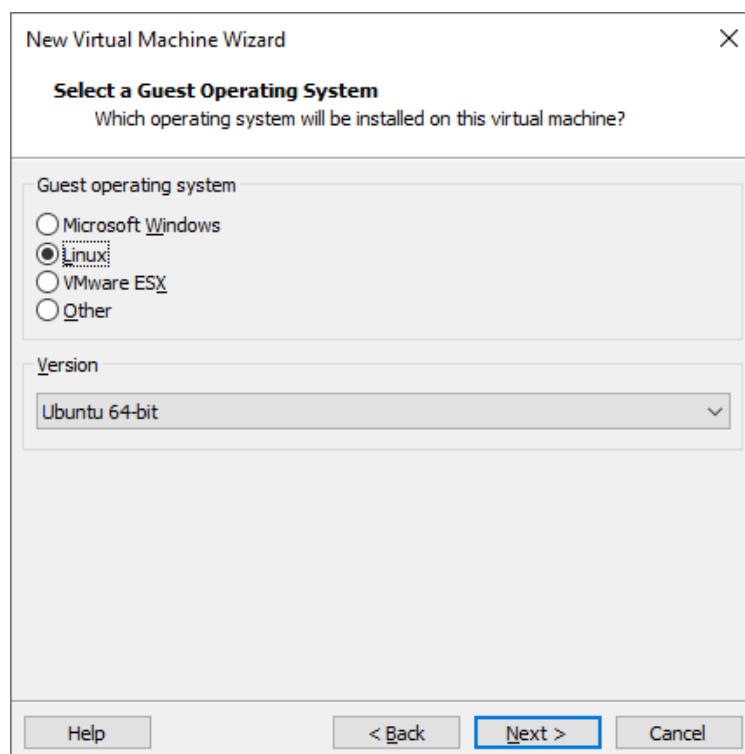 New Virtual Machine Wizard
Select a Guest Operating System
Which operating system will be installed on this virtual machine?
Guest operating system
Microsoft Windows
Linux
VMware ESX
Other
Version
Ubuntu 64-bit
Help < Back Next > Cancel